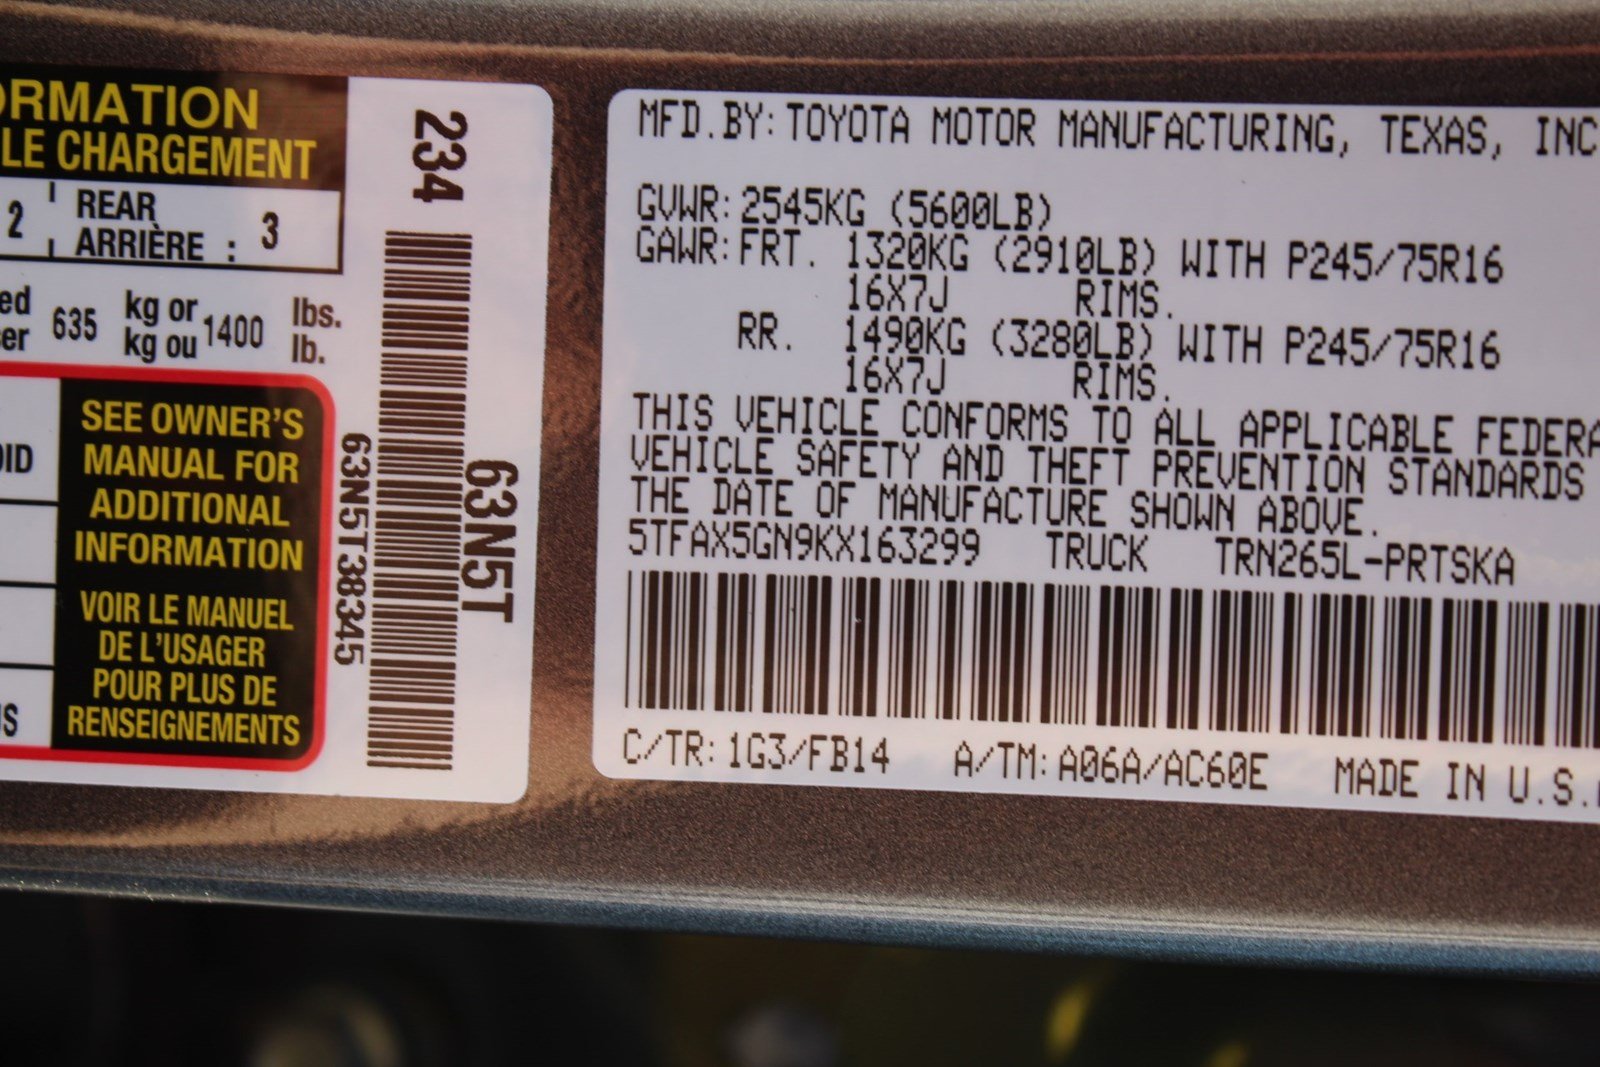 ORMATION
LE CHARGEMENT
2 REAR
ARRIÈRE : 3
ed 635 kg or 1400 lbs.
cer kg ou lb.
OID
SEE OWNER'S
MANUAL FOR
ADDITIONAL
INFORMATION
VOIR LE MANUEL
DE L'USAGER
POUR PLUS DE
RENSEIGNEMENTS
US
234
63N5T38345
63N5T
MFD.BY:TOYOTA MOTOR MANUFACTURING, TEXAS, INC
GVWR:2545KG (5600LB)
GAWR:FRT. 1320KG (2910LB) WITH P245/75R16
16X7J RIMS.
RR. 1490KG (3280LB) WITH P245/75R16
16X7J RIMS.
THIS VEHICLE CONFORMS TO ALL APPLICABLE FEDERA
VEHICLE SAFETY AND THEFT PREVENTION STANDARDS
THE DATE OF MANUFACTURE SHOWN ABOVE.
5TFAX5GN9KX163299 TRUCK TRN265L-PRTSKA
C/TR:1G3/FB14 A/TM:A06A/AC60E MADE IN U.S.